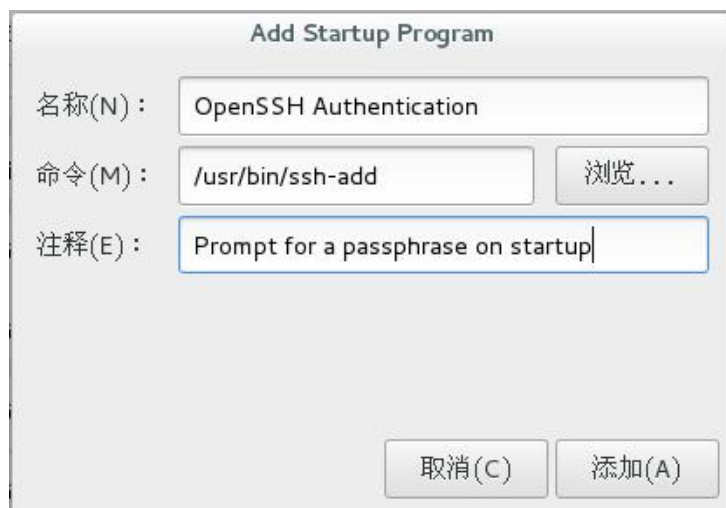 Add Startup Program
名称(N)： OpenSSH Authentication
命令(M)： /usr/bin/ssh-add 浏览...
注释(E)： Prompt for a passphrase on startup
取消(C) 添加(A)